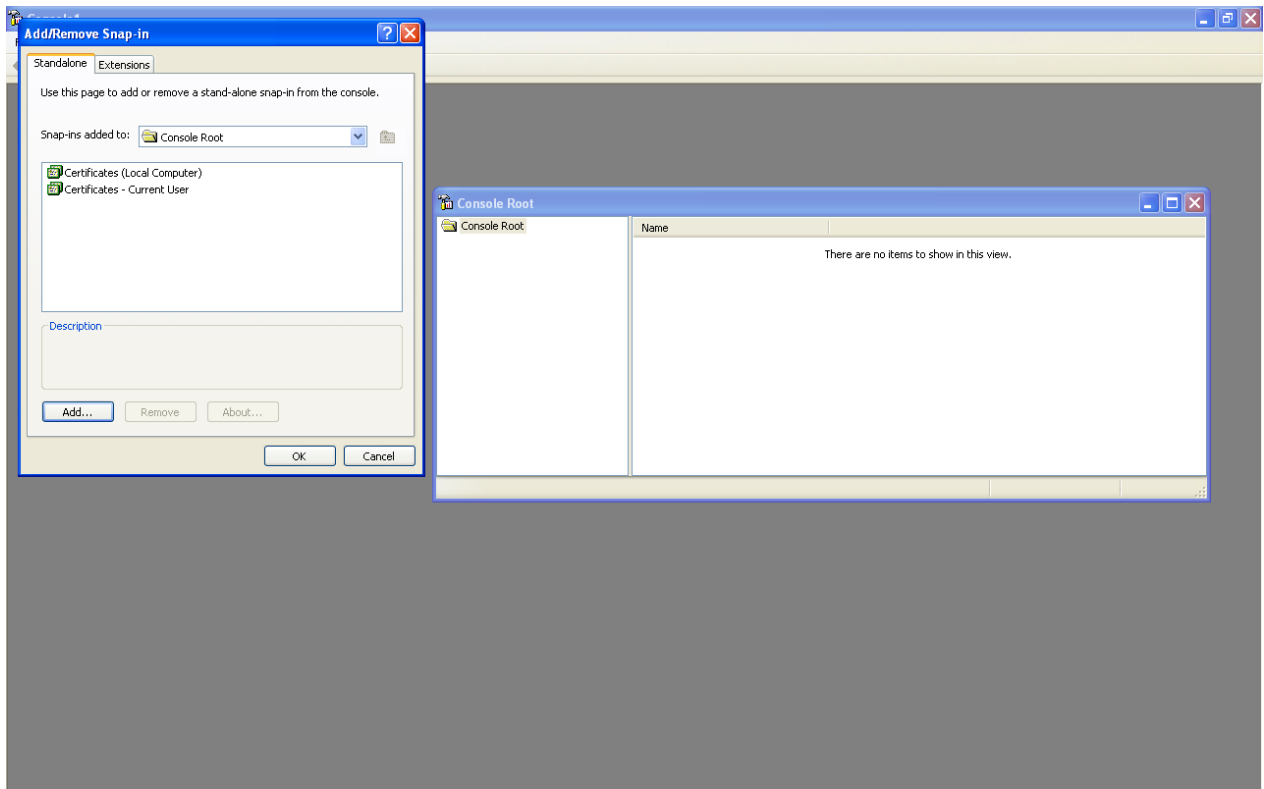 Console1
Add/Remove Snap-in
Standalone
Extensions
Use this page to add or remove a stand-alone snap-in from the console.
Snap-ins added to:
Console Root
Certificates (Local Computer)
Certificates - Current User
Description
Add...
Remove
About...
OK
Cancel
Console Root
Console Root
Name
There are no items to show in this view.